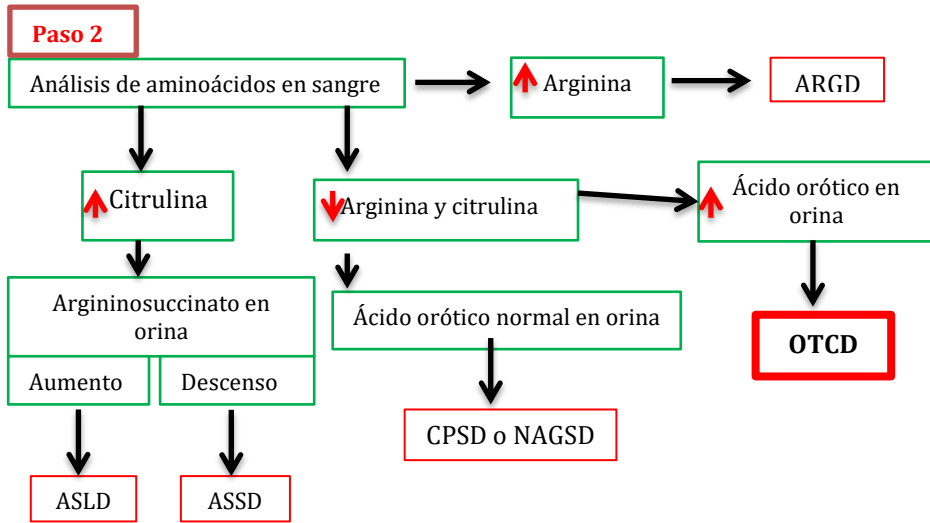 Paso 2
Análisis de aminoácidos en sangre
Arginina
ARGD
Citrulina
Arginina y citrulina
Ácido orótico en
orina
Argininosuccinato en
orina
Aumento
Descenso
Ácido orótico normal en orina
OTCD
CPSD o NAGSD
ASLD
ASSD